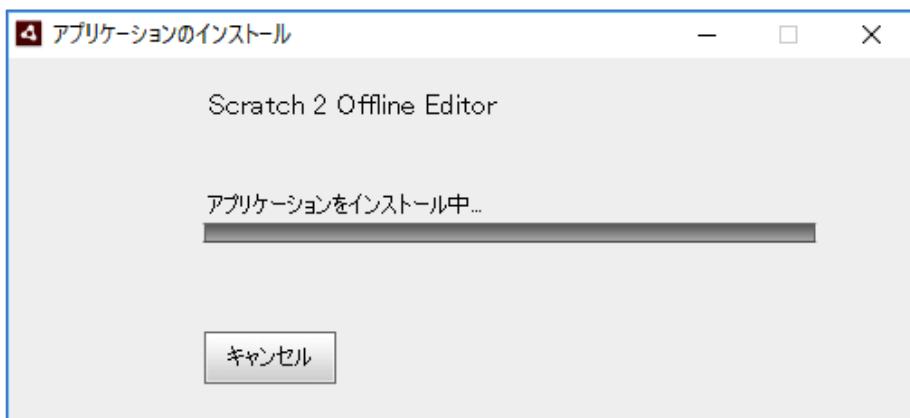 アプリケーションのインストール
Scratch 2 Offline Editor
アプリケーションをインストール中...
キャンセル